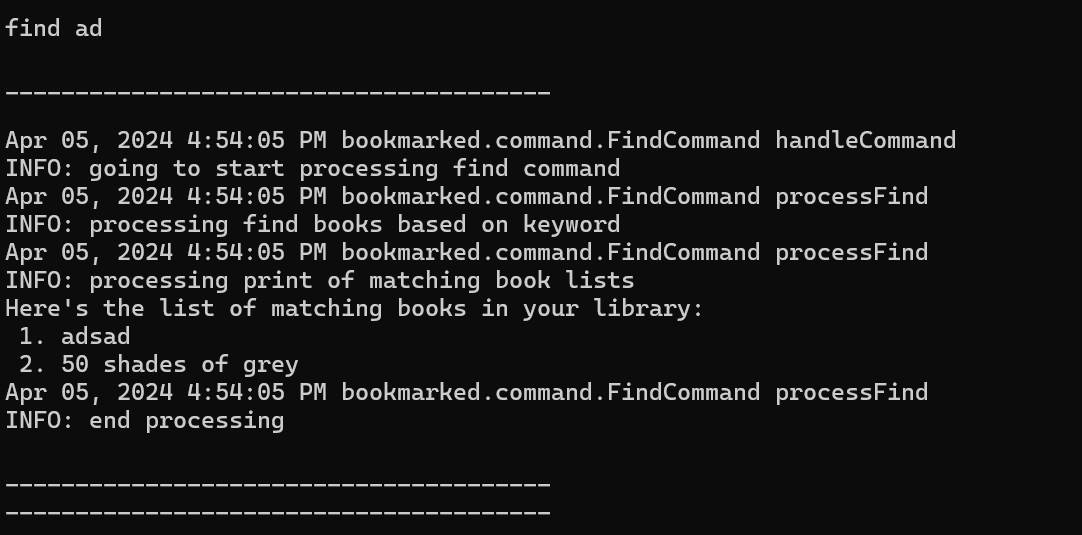 find ad
_______________________________________
Apr 05, 2024 4:54:05 PM bookmarked.command.FindCommand handleCommand
INFO: going to start processing find command
Apr 05, 2024 4:54:05 PM bookmarked.command.FindCommand processFind
INFO: processing find books based on keyword
Apr 05, 2024 4:54:05 PM bookmarked.command.FindCommand processFind
INFO: processing print of matching book lists
Here's the list of matching books in your library:
 1. adsad
 2. 50 shades of grey
Apr 05, 2024 4:54:05 PM bookmarked.command.FindCommand processFind
INFO: end processing
_______________________________________
_______________________________________